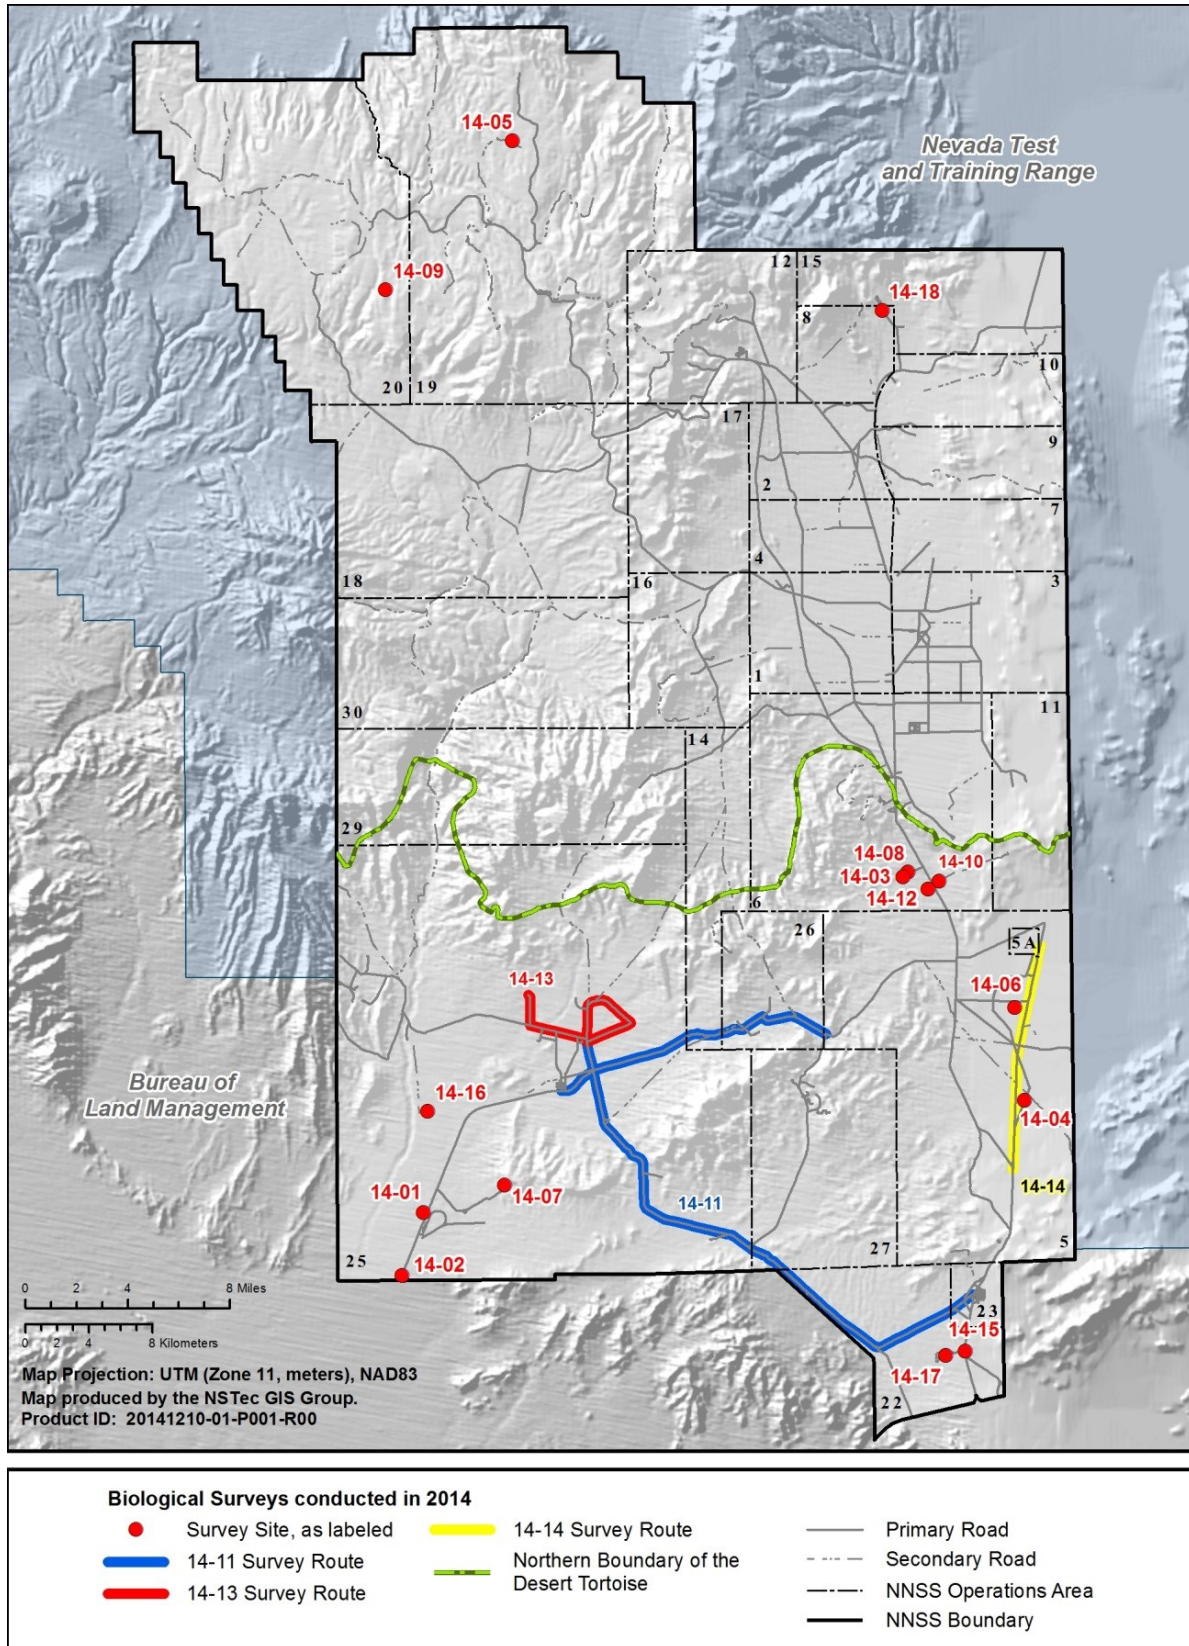 14-05
Nevada Test
and Training Range
14-09
12
15
14-18
8
10
20
19
17
9
2
7
4
18
16
3
1
30
11
14
29
14-08
14-10
14-03
14-12
6
26
5A
14-13
14-06
Bureau of
Land Management
14-16
14-04
14-07
14-14
14-01
14-11
25
27
5
14-02
0 4 8 Miles
23
14-15
0 4 8 Kilometers
14-17
22
Map Projection: UTM (Zone 11, meters), NAD83
Map produced by the NSTec GIS Group.
Product ID: 20141210-01-P001-R00
Biological Surveys conducted in 2014
Survey Site, as labeled
14-11 Survey Route
14-13 Survey Route
14-14 Survey Route
Northern Boundary of the
Desert Tortoise
Primary Road
Secondary Road
NNSS Operations Area
NNSS Boundary